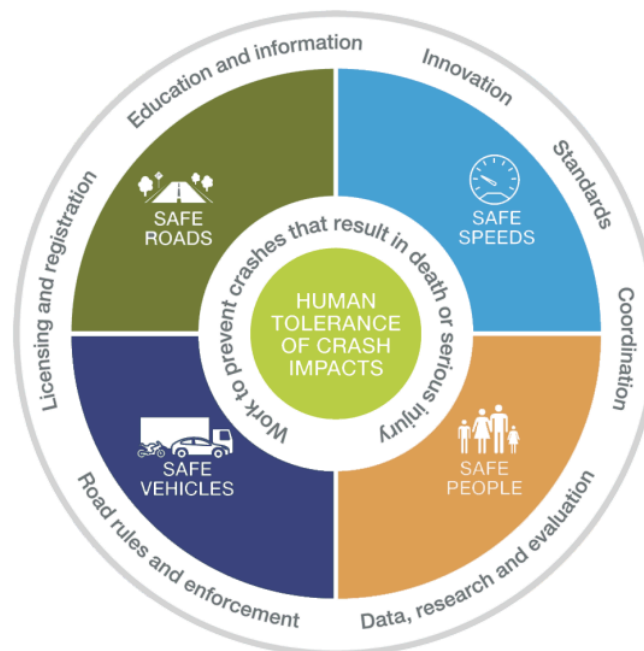 Education and information
Innovation
Standards
Coordination
Data, research and evaluation
Road rules and enforcement
Licensing and registration
SAFE
ROADS
SAFE
SPEEDS
SAFE
PEOPLE
SAFE
VEHICLES
Work to prevent crashes that result in death or serious injury
HUMAN
TOLERANCE
OF CRASH
IMPACTS